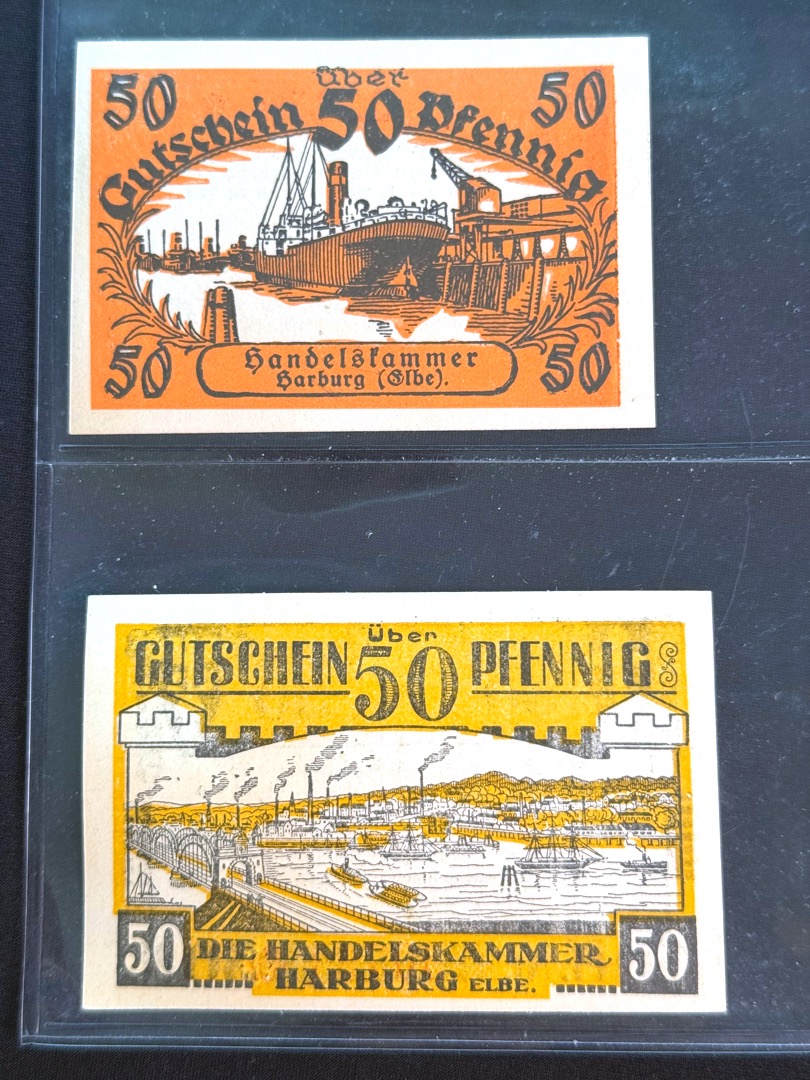 50 Über 50
Gutschein 50 Pfennig
50 50
Handelskammer
Harburg (Elbe).
Über
GUTSCHEIN 50 PFENNIG
50 DIE HANDELSKAMMER 50
HARBURG ELBE.